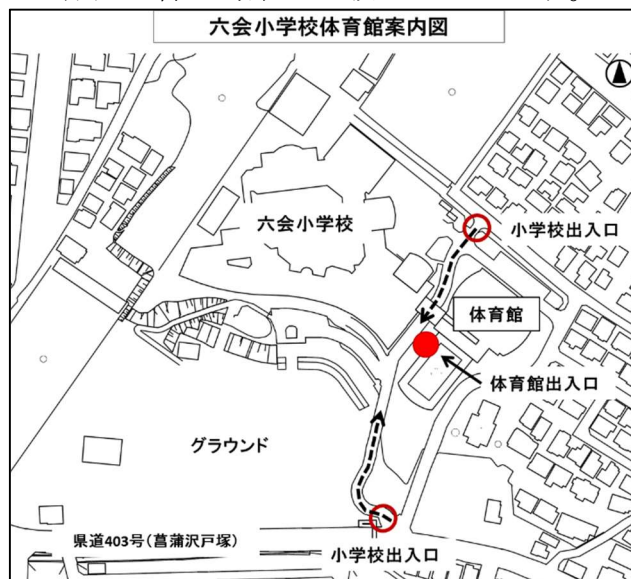 六会小学校体育館案内図
六会小学校
小学校出入口
体育館
体育館出入口
グラウンド
県道403号(菖蒲沢戸塚)
小学校出入口